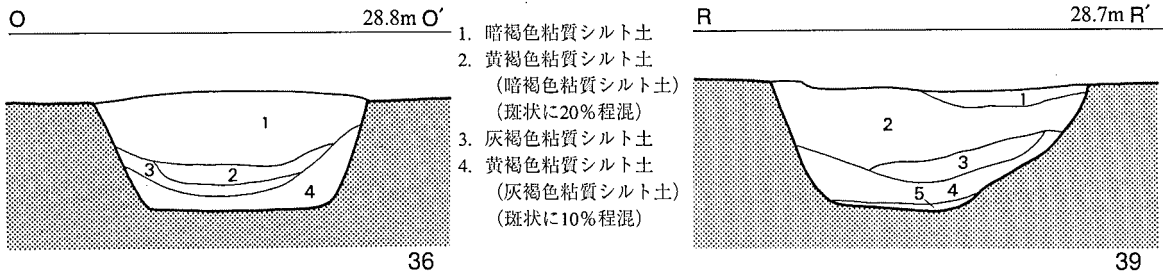 O 28.8m O′
1
3 2
4
36
1. 暗褐色粘質シルト土
2. 黄褐色粘質シルト土
(暗褐色粘質シルト土)
(斑状に20%程混)
3. 灰褐色粘質シルト土
4. 黄褐色粘質シルト土
(灰褐色粘質シルト土)
(斑状に10%程混)
R 28.7m R′
1
2
3
5 4
39